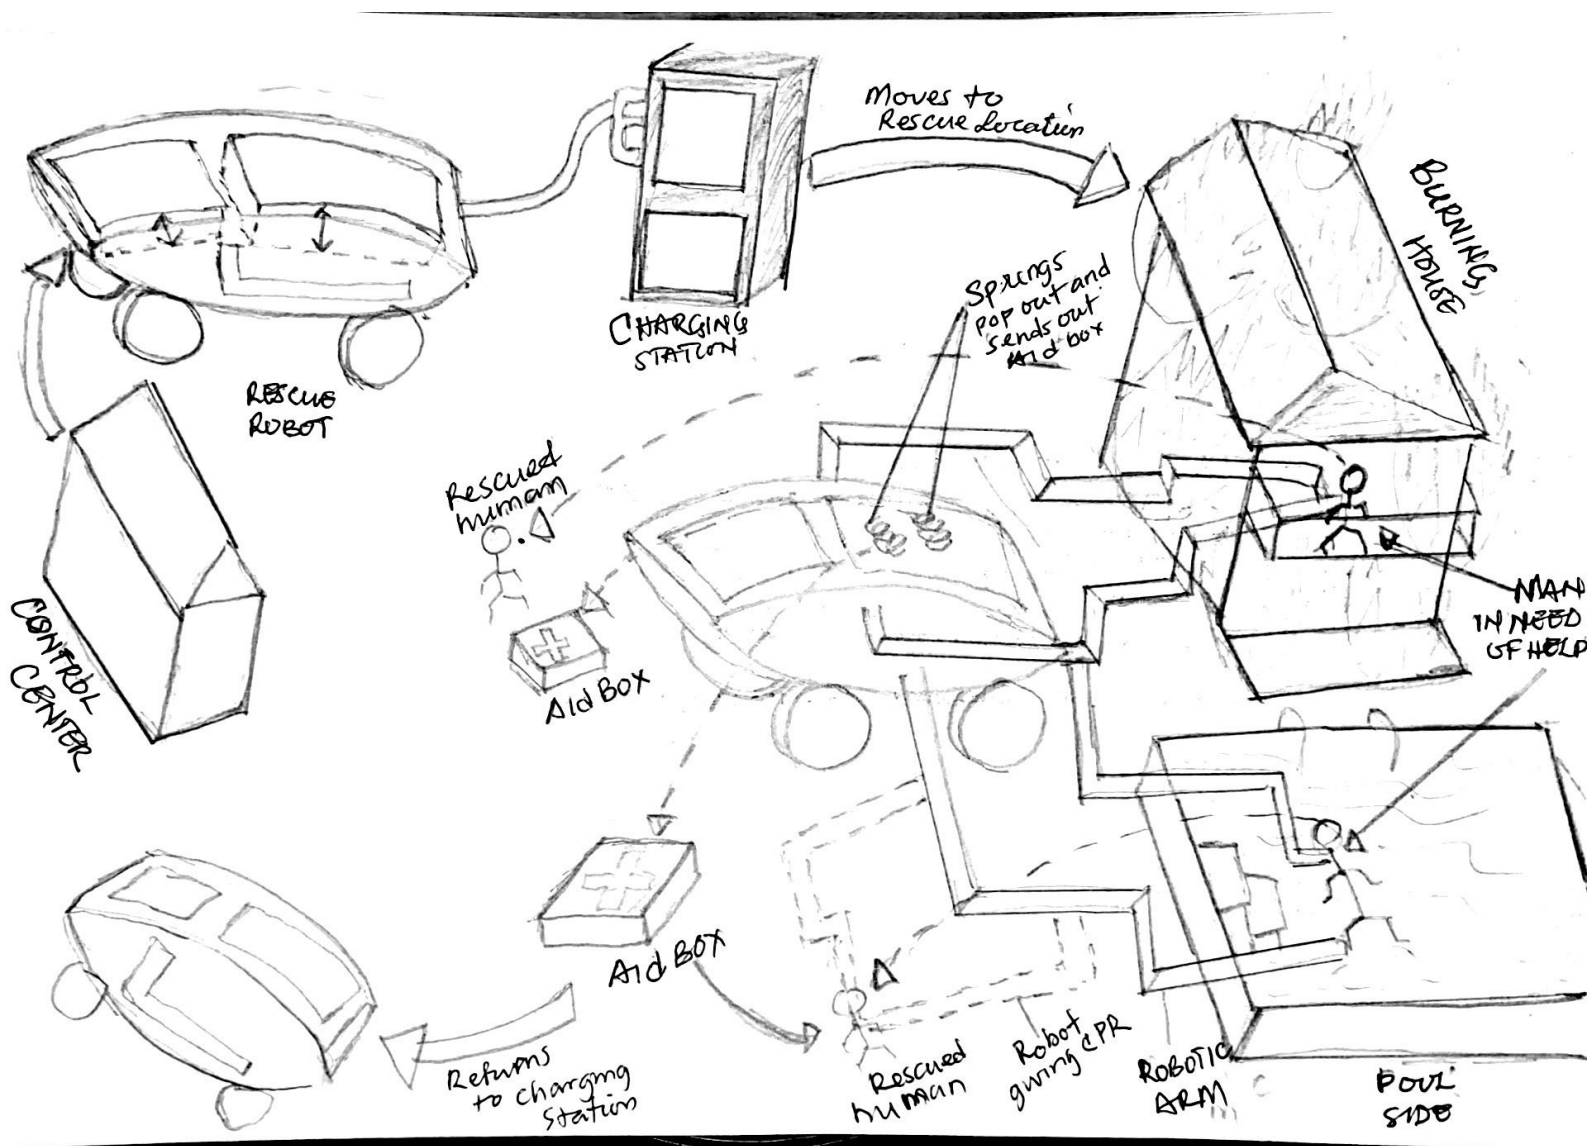 Moves to
Rescue Location
BURNING
HOUSE
CHARGING
STATION
RESCUE
ROBOT
Springs
pop out and
sends out
Aid box
Rescued
human
Aid BOX
MAN
IN NEED
OF HELP
CONTROL
CENTER
Aid BOX
Returns
to charging
station
Rescued
human
Robot
giving CPR
ROBOTIC
ARM
POOL
SIDE